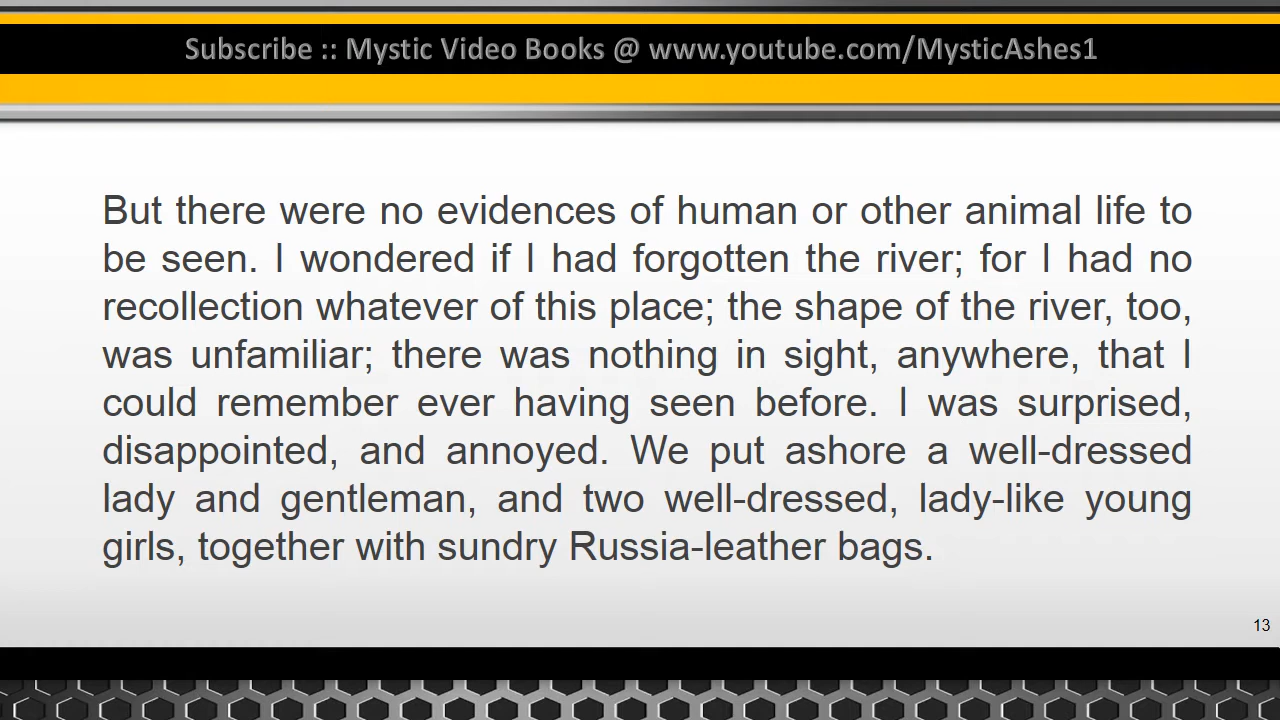 Subscribe :: Mystic Video Books @ www.youtube.com/MysticAshes1
But there were no evidences of human or other animal life to
be seen. I wondered if I had forgotten the river; for I had no
recollection whatever of this place; the shape of the river, too,
was unfamiliar; there was nothing in sight, anywhere, that I
could remember ever having seen before. I was surprised,
disappointed, and annoyed. We put ashore a well-dressed
lady and gentleman, and two well-dressed, lady-like young
girls, together with sundry Russia-leather bags.
13